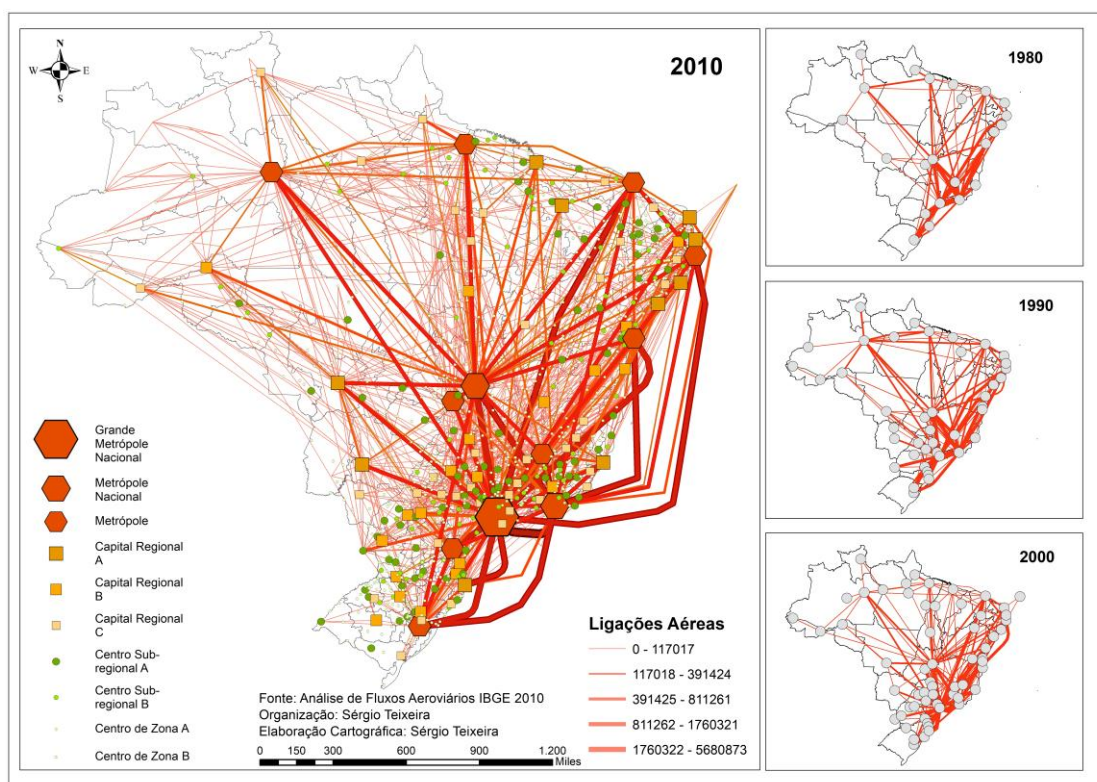 N
W
E
S
2010
Grande
Metrópole
Nacional
Metrópole
Nacional
Metrópole
Capital Regional
A
Capital Regional
B
Capital Regional
C
Centro Sub-
regional A
Centro Sub-
regional B
Centro de Zona A
Centro de Zona B
Fonte: Análise de Fluxos Aeroviários IBGE 2010
Organização: Sérgio Teixeira
Elaboração Cartográfica: Sérgio Teixeira
0 150 300 600 900 1.200
Miles
Ligações Aéreas
0 - 117017
117018 - 391424
391425 - 811261
811262 - 1760321
1760322 - 5680873
1980
1990
2000